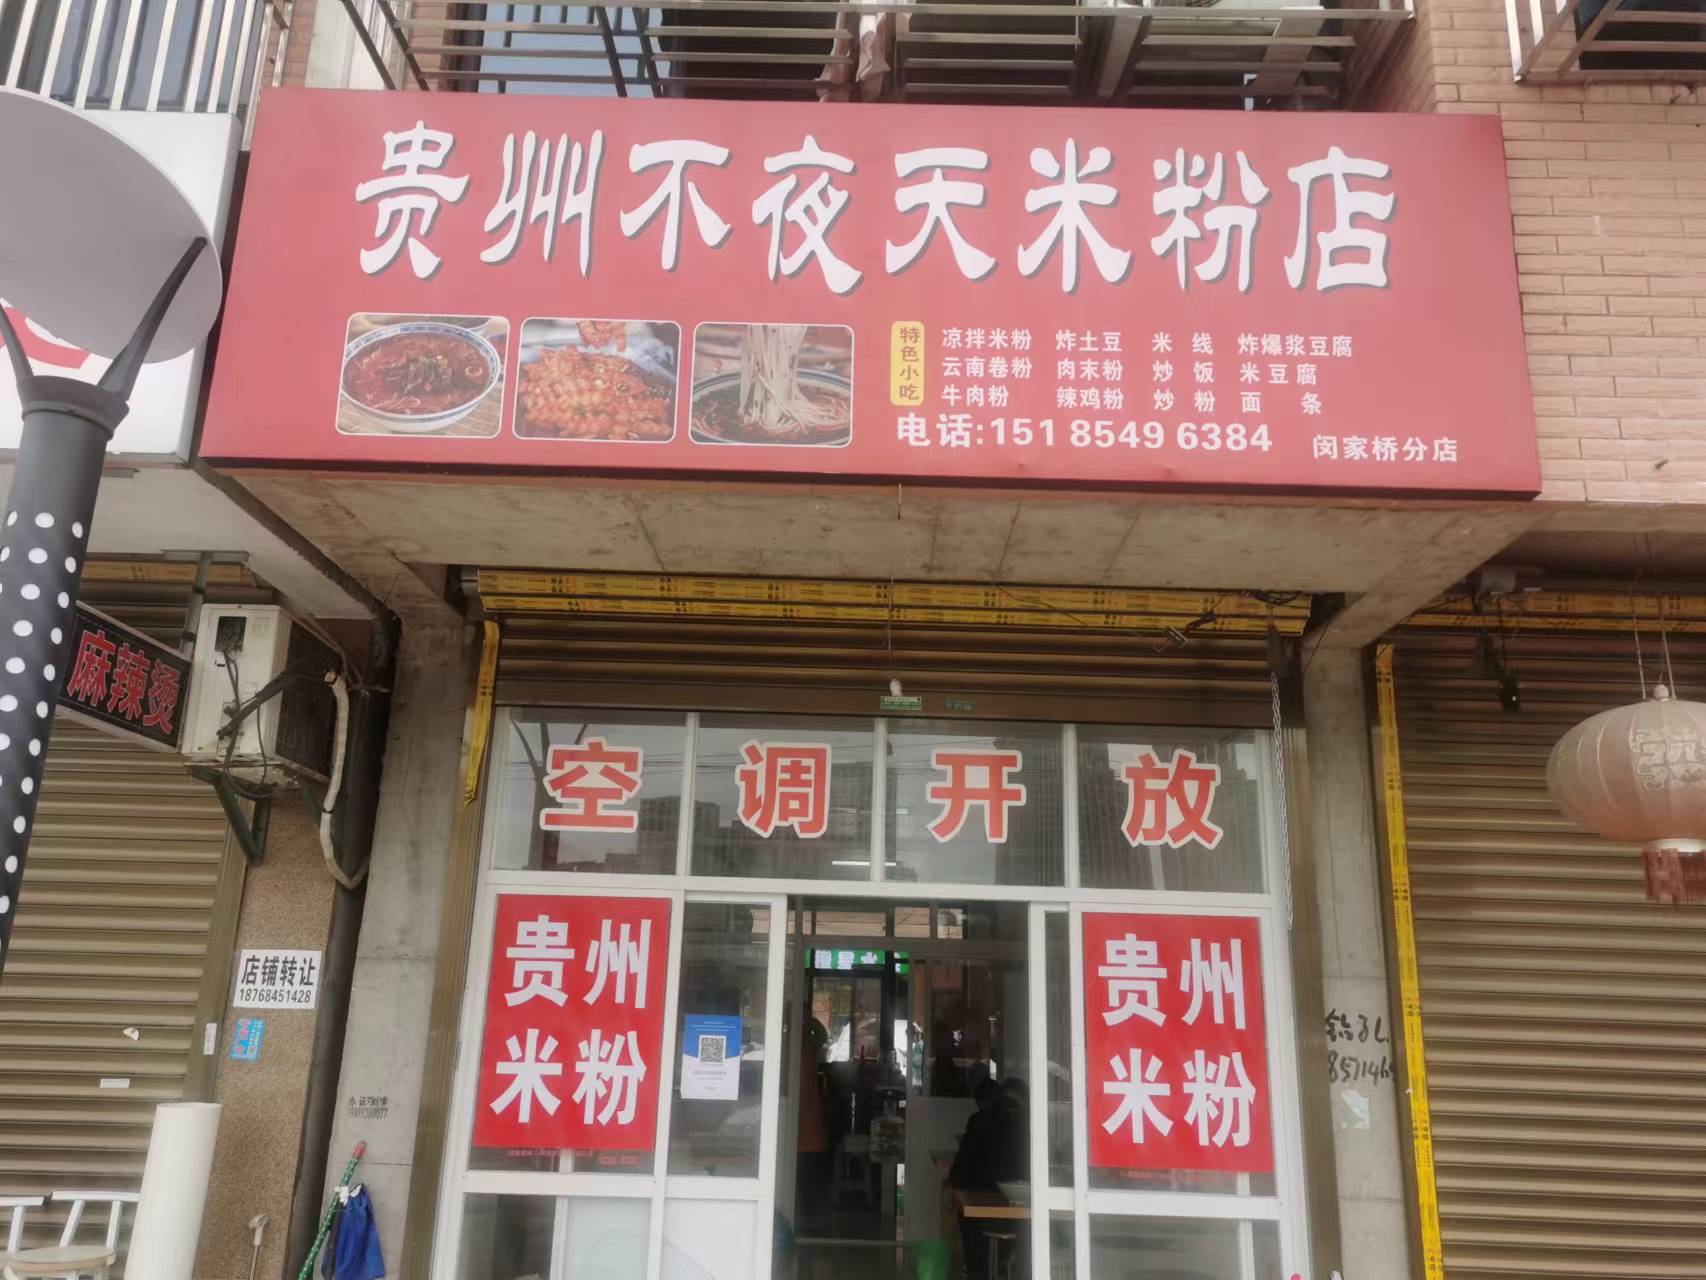 贵州不夜天米粉店
特色小吃
凉拌米粉 炸土豆 米线 炸爆浆豆腐
云南卷粉 肉末粉 炒饭 米豆腐
牛肉粉 辣鸡粉 炒粉 面条
电话:151 8549 6384 闵家桥分店
麻辣烫
空调开放
贵州
米粉
贵州
米粉
店铺转让
18768451428
钻孔